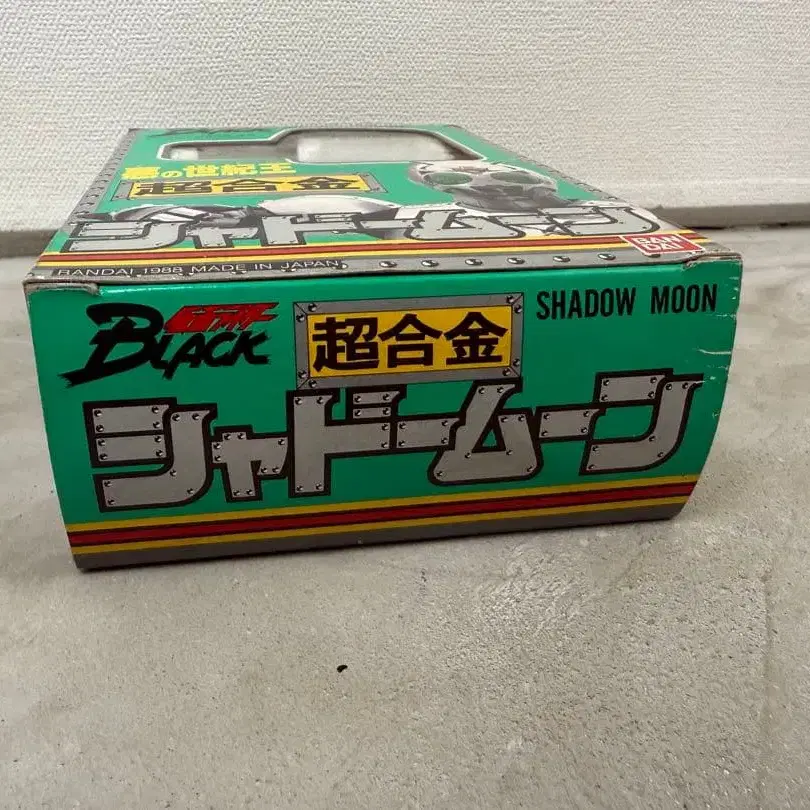 悪の世紀王
超合金
シャドームーン
BAN
DAI
BANDAI 1988 MADE IN JAPAN
仮面ライダー
BLACK
超合金
SHADOW MOON
シャドームーン